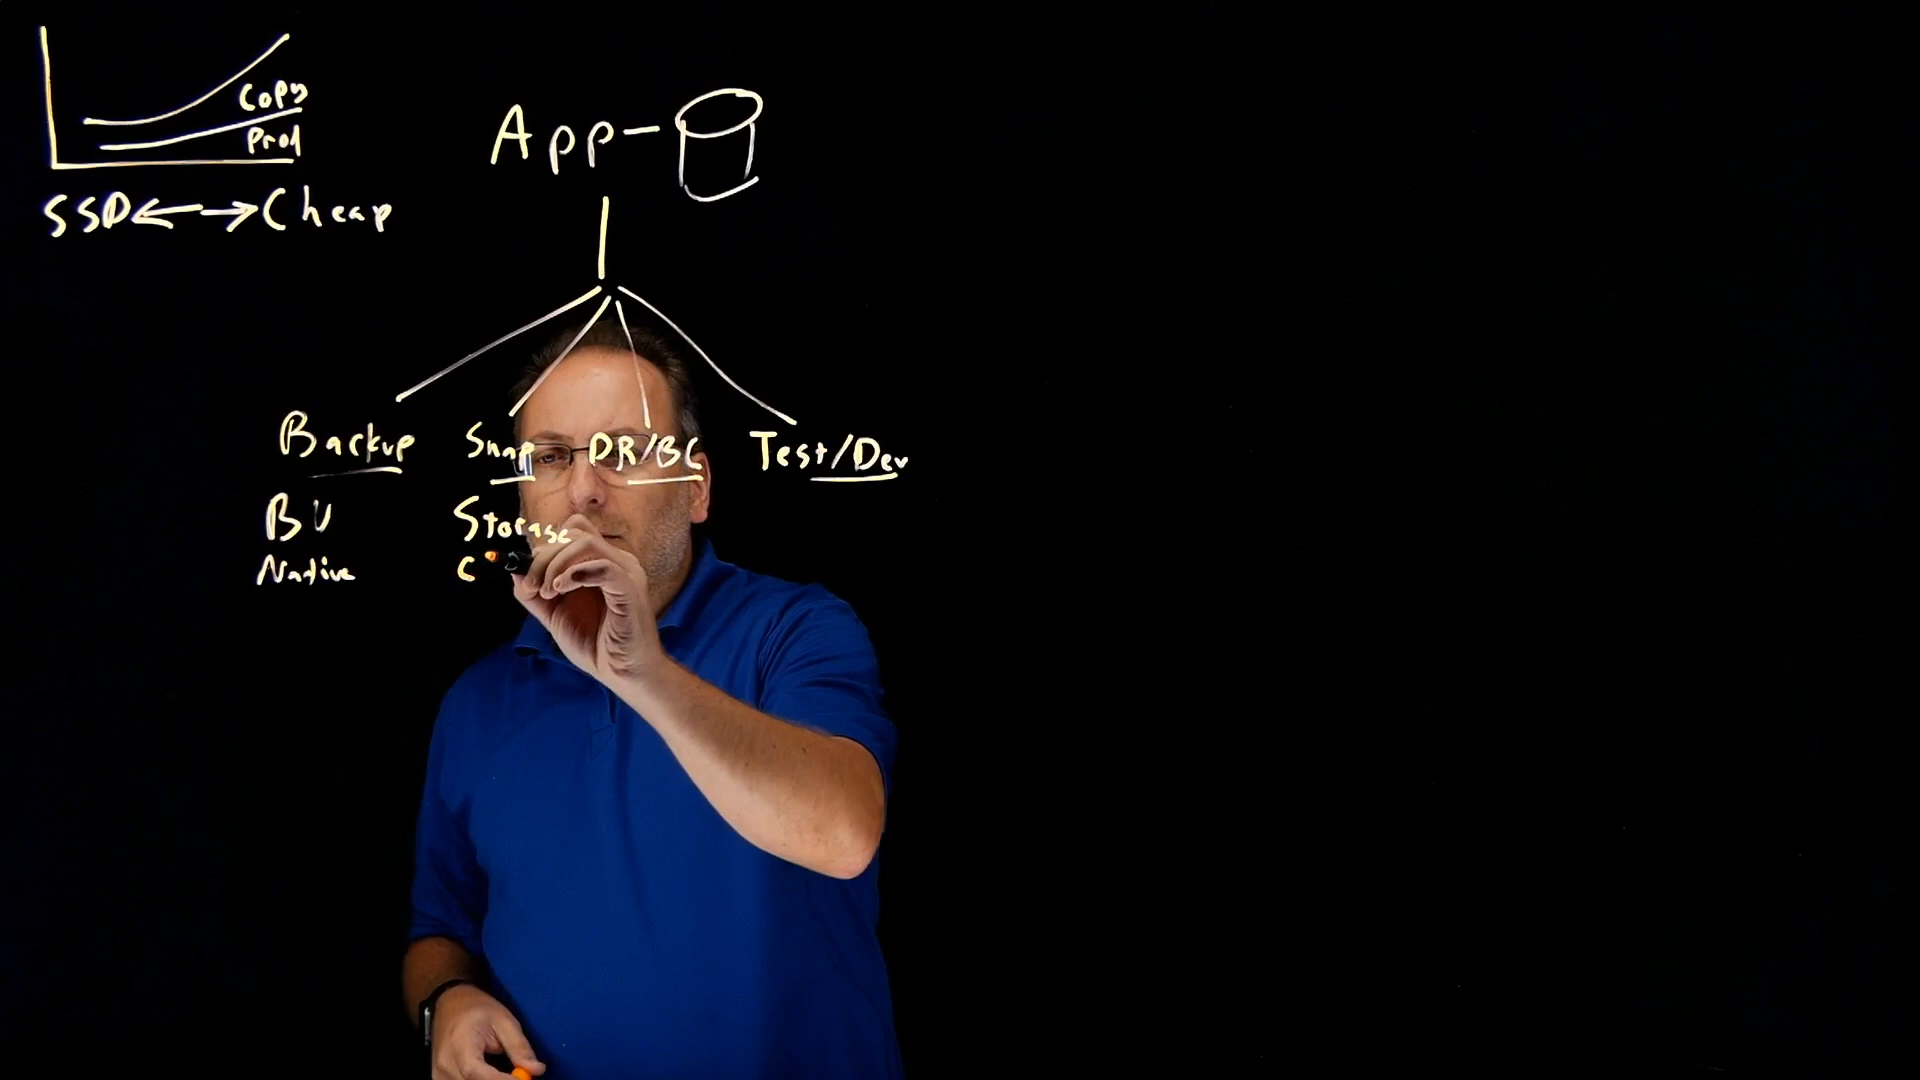 Copy
Prod
SSD Cheap
App
Backup Snap DR/BC Test/Dev
BU Storage
Native C